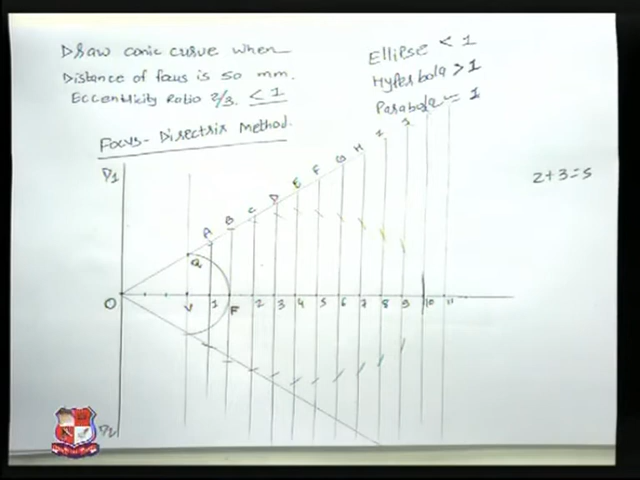 Draw conic curve when
Distance of focus is 50 mm.
Eccentricity Ratio 2/3. < 1
Ellipse < 1
Hyperbola > 1
Parabola = 1
Focus-Directrix Method.
2+3=5
D1
A B C D E F G H I J
Q
O V 1 F 2 3 4 5 6 7 8 9 10 11
D2